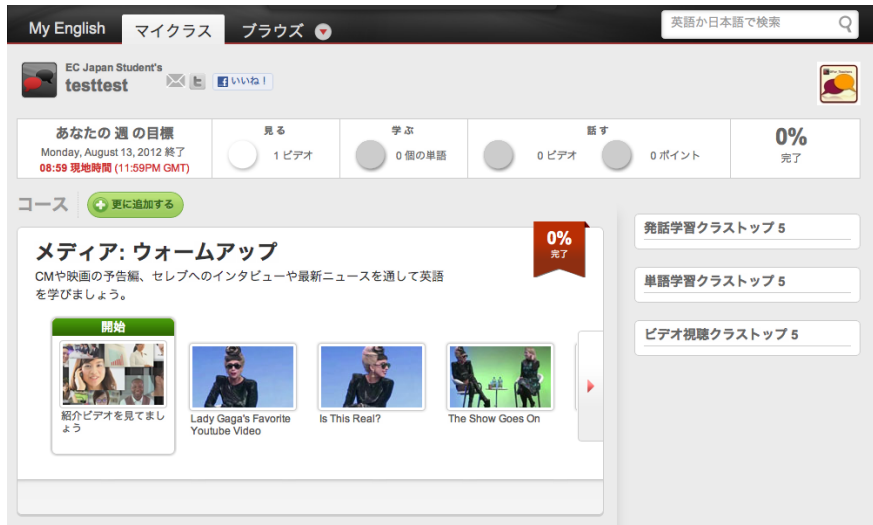 My English
マイクラス
ブラウズ
英語か日本語で検索
EC Japan Student's
testtest
いいね！
あなたの 週 の目標
Monday, August 13, 2012 終了
08:59 現地時間 (11:59PM GMT)
見る
1 ビデオ
学ぶ
0 個の単語
話す
0 ビデオ
0 ポイント
0%
完了
コース
更に追加する
メディア: ウォームアップ
CMや映画の予告編、セレブへのインタビューや最新ニュースを通して英語
を学びましょう。
0%
完了
開始
紹介ビデオを見てまし
ょう
Lady Gaga's Favorite
Youtube Video
Is This Real?
The Show Goes On
発話学習クラストップ 5
単語学習クラストップ 5
ビデオ視聴クラストップ 5